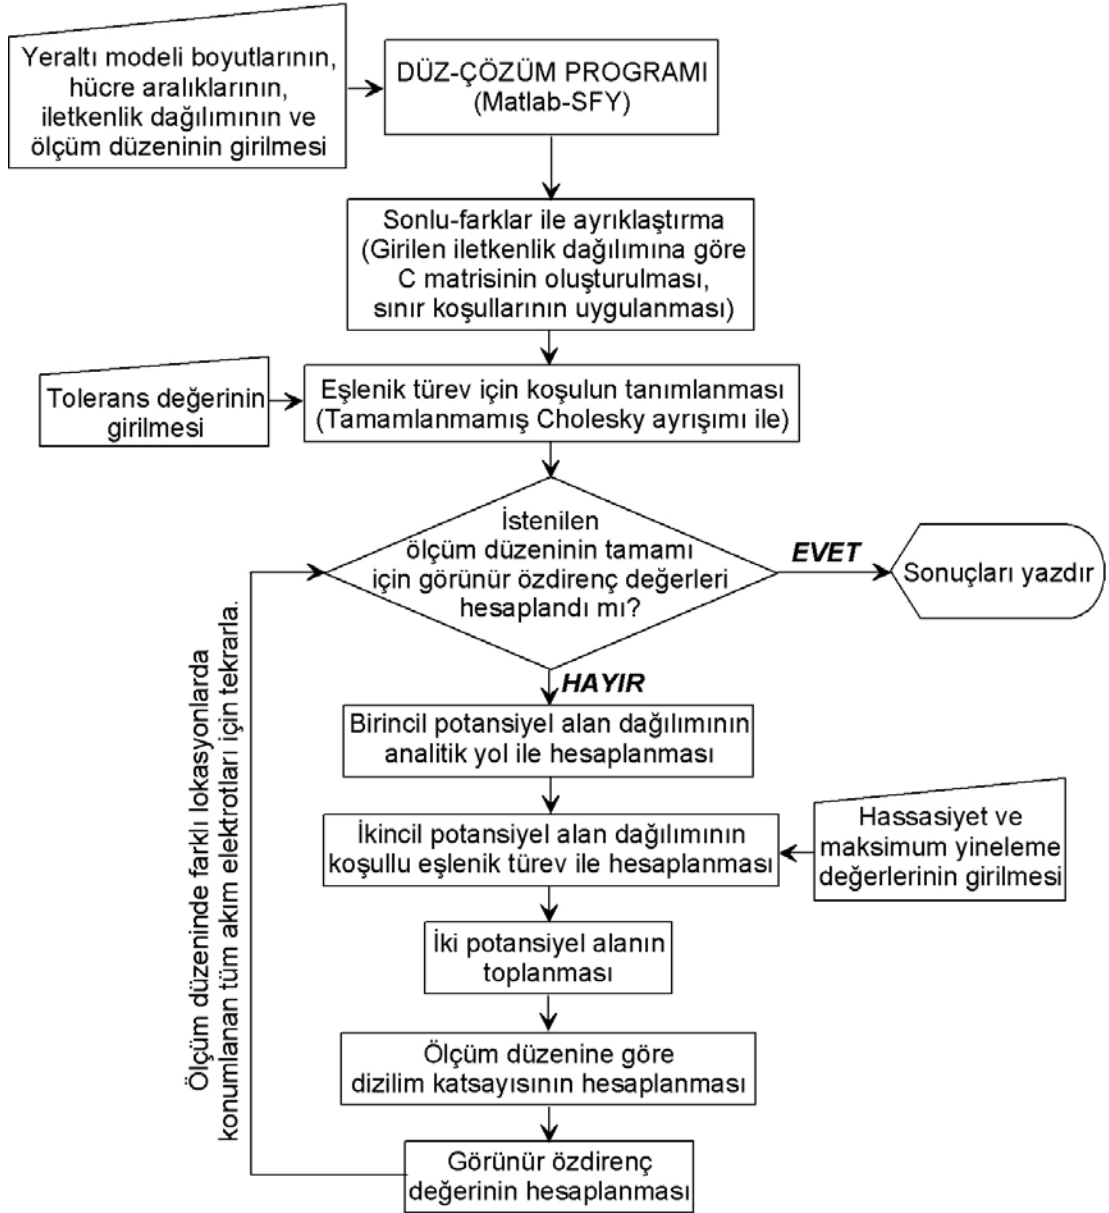 Yeraltı modeli boyutlarının,
hücre aralıklarının,
iletkenlik dağılımının ve
ölçüm düzeninin girilmesi
DÜZ-ÇÖZÜM PROGRAMI
(Matlab-SFY)
Sonlu-farklar ile ayrıklaştırma
(Girilen iletkenlik dağılımına göre
C matrisinin oluşturulması,
sınır koşullarının uygulanması)
Tolerans değerinin
girilmesi
Eşlenik türev için koşulun tanımlanması
(Tamamlanmamış Cholesky ayrışımı ile)
İstenilen
ölçüm düzeninin tamamı
için görünür özdirenç değerleri
hesaplandı mı?
EVET
Sonuçları yazdır
HAYIR
Birincil potansiyel alan dağılımının
analitik yol ile hesaplanması
İkincil potansiyel alan dağılımının
koşullu eşlenik türev ile hesaplanması
Hassasiyet ve
maksimum yineleme
değerlerinin girilmesi
İki potansiyel alanın
toplanması
Ölçüm düzenine göre
dizilim katsayısının hesaplanması
Görünür özdirenç
değerinin hesaplanması
Ölçüm düzeninde farklı lokasyonlarda
konumlanan tüm akım elektrotları için tekrarla.